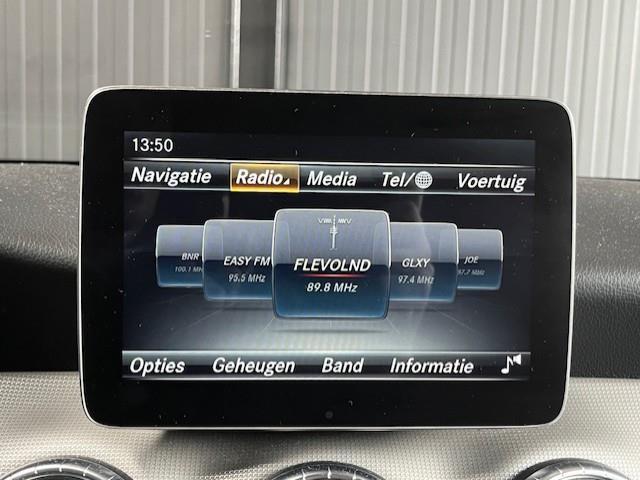 13:50
Navigatie Radio Media Tel/ Voertuig
BNR EASY FM FLEVOLND GLXY JOE
100.1 MHz 95.5 MHz 89.8 MHz 97.4 MHz 97.7 MHz
Opties Geheugen Band Informatie